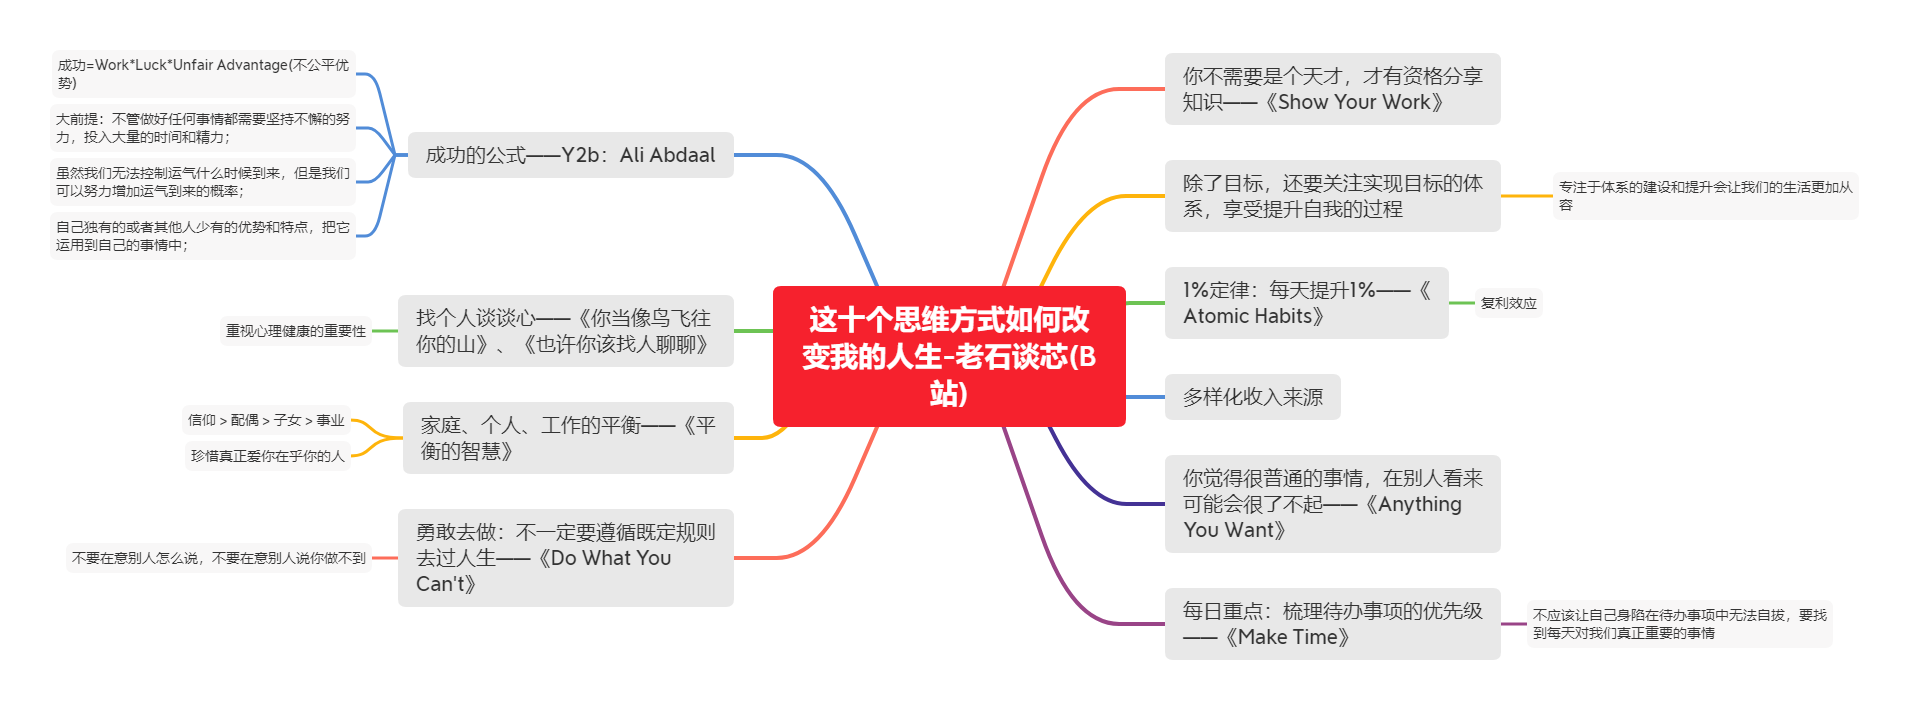 这十个思维方式如何改
变我的人生-老石谈芯(B
站)
你不需要是个天才，才有资格分享
知识——《Show Your Work》
除了目标，还要关注实现目标的体
系，享受提升自我的过程
专注于体系的建设和提升会让我们的生活更加从
容
1%定律：每天提升1%——《
Atomic Habits》
复利效应
多样化收入来源
你觉得很普通的事情，在别人看来
可能会很了不起——《Anything
You Want》
每日重点：梳理待办事项的优先级
——《Make Time》
不应该让自己身陷在待办事项中无法自拔，要找
到每天对我们真正重要的事情
成功的公式——Y2b：Ali Abdaal
成功=Work*Luck*Unfair Advantage(不公平优
势)
大前提：不管做好任何事情都需要坚持不懈的努
力，投入大量的时间和精力；
虽然我们无法控制运气什么时候到来，但是我们
可以努力增加运气到来的概率；
自己独有的或者其他人少有的优势和特点，把它
运用到自己的事情中；
找个人谈谈心——《你当像鸟飞往
你的山》、《也许你该找人聊聊》
重视心理健康的重要性
家庭、个人、工作的平衡——《平
衡的智慧》
信仰 > 配偶 > 子女 > 事业
珍惜真正爱你在乎你的人
勇敢去做：不一定要遵循既定规则
去过人生——《Do What You
Can't》
不要在意别人怎么说，不要在意别人说你做不到